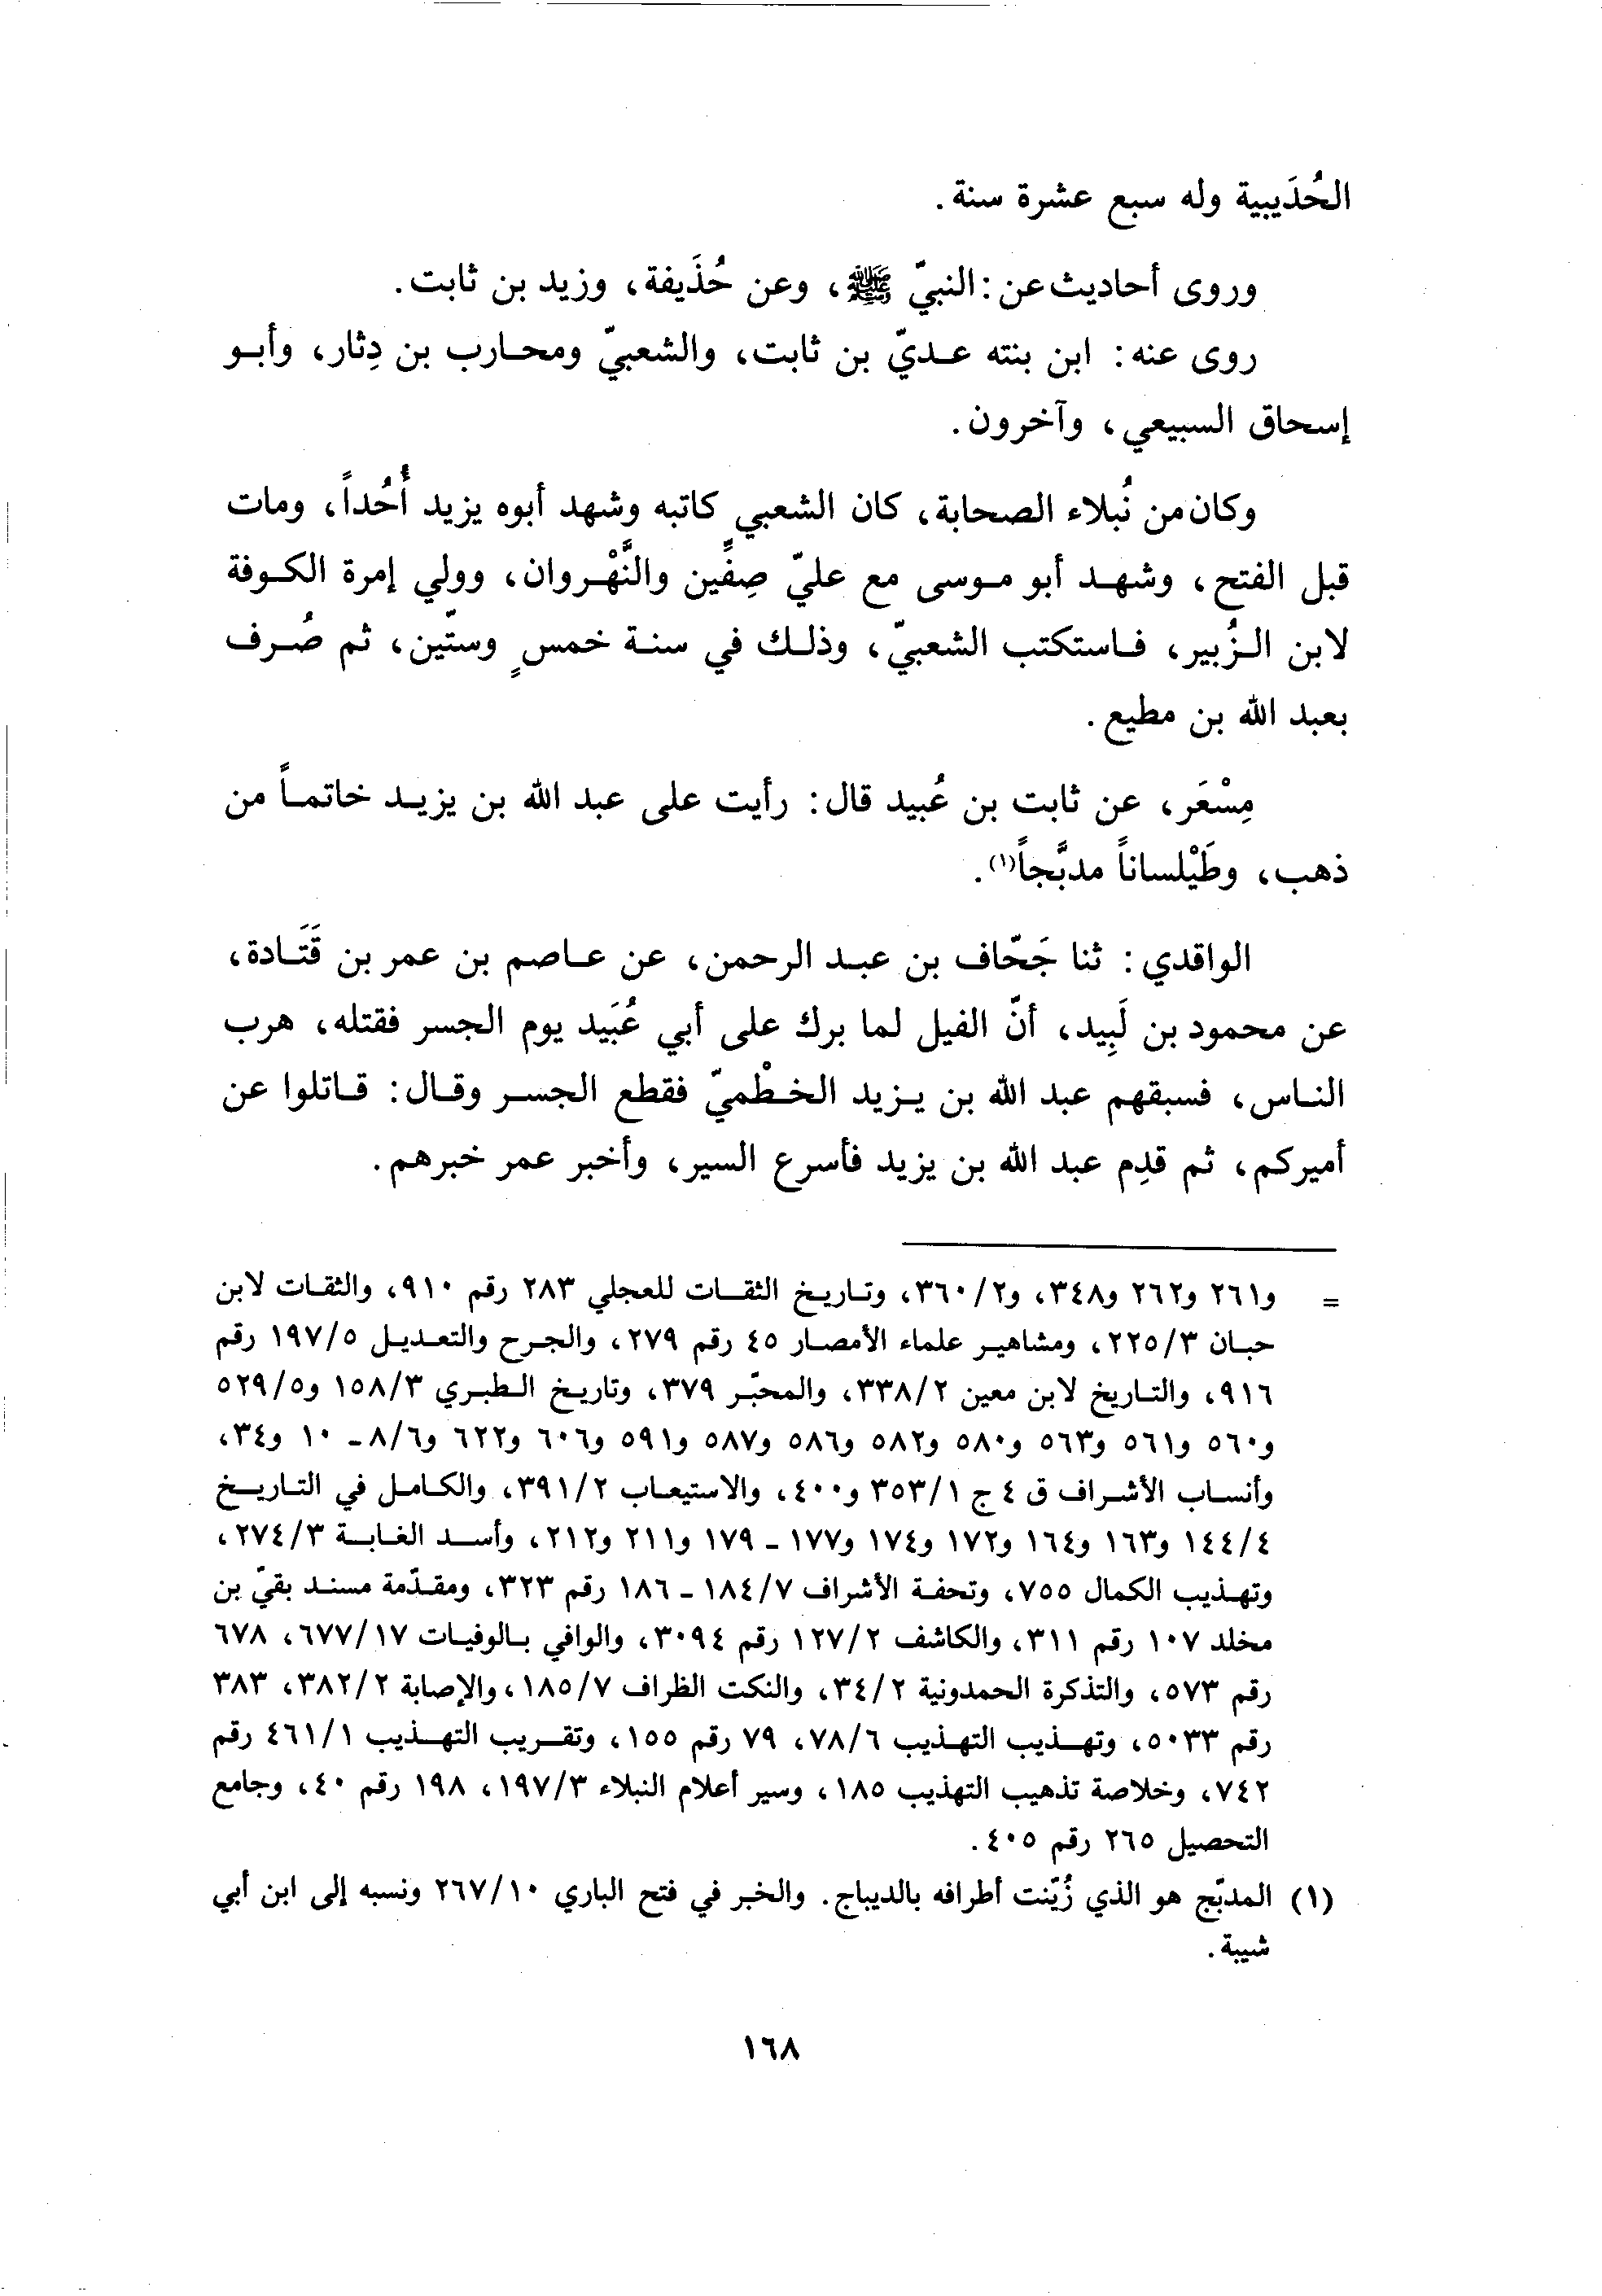 الحُدَيبية وله سبع عشرة سنة.
وروى أحاديث عن: النبيّ ﷺ، وعن حُذَيفة، وزيد بن ثابت.
روى عنه: ابن بنته عديّ بن ثابت، والشعبيّ ومحارب بن دِثار، وأبو
إسحاق السبيعي، وآخرون.
وكان من نُبلاء الصحابة، كان الشعبي كاتبه وشهد أبوه يزيد أُحُداً، ومات
قبل الفتح، وشهد أبو موسى مع عليّ صِفِّين والنَّهْروان، وولي إمرة الكوفة
لابن الزُبير، فاستكتب الشعبيّ، وذلك في سنة خمسٍ وستّين، ثم صُرف
بعبد الله بن مطيع.
مِسْعَر، عن ثابت بن عُبيد قال: رأيت على عبد الله بن يزيد خاتماً من
ذهب، وطَيْلساناً مدبَّجاً(١).
الواقدي: ثنا جَحّاف بن عبد الرحمن، عن عاصم بن عمر بن قَتَادة،
عن محمود بن لَبِيد، أنّ الفيل لما برك على أبي عُبَيد يوم الجسر فقتله، هرب
الناس، فسبقهم عبد الله بن يزيد الخطْميّ فقطع الجسر وقال: قاتلوا عن
أميركم، ثم قدِم عبد الله بن يزيد فأسرع السير، وأخبر عمر خبرهم.
= و٢٦١ و٢٦٢ و٣٤٨، و٣٦٠/٢، وتاريخ الثقات للعجلي ٢٨٣ رقم ٩١٠، والثقات لابن
حبان ٢٢٥/٣، ومشاهير علماء الأمصار ٤٥ رقم ٢٧٩، والجرح والتعديل ١٩٧/٥ رقم
٩١٦، والتاريخ لابن معين ٣٣٨/٢، والمحبّر ٣٧٩، وتاريخ الطبري ١٥٨/٣ و٥٢٩/٥
و٥٦٠ و٥٦١ و٥٦٣ و٥٨٠ و٥٨٢ و٥٨٦ و٥٨٧ و٥٩١ و٦٠٦ و٦٢٢ و٨/٦ - ١٠ و٣٤،
وأنساب الأشراف ق ٤ ج ٣٥٣/١ و٤٠٠، والاستيعاب ٣٩١/٢، والكامل في التاريخ
١٤٤/٤ و١٦٣ و١٦٤ و١٧٢ و١٧٤ و١٧٧ - ١٧٩ و٢١١ و٢١٢، وأسد الغابة ٢٧٤/٣،
وتهذيب الكمال ٧٥٥، وتحفة الأشراف ١٨٤/٧ - ١٨٦ رقم ٣٢٣، ومقدّمة مسند بقيّ بن
مخلد ١٠٧ رقم ٣١١، والكاشف ١٢٧/٢ رقم ٣٠٩٤، والوافي بالوفيات ٦٧٧/١٧، ٦٧٨
رقم ٥٧٣، والتذكرة الحمدونية ٣٤/٢، والنكت الظراف ١٨٥/٧، والإصابة ٣٨٢/٢، ٣٨٣
رقم ٥٠٣٣، وتهذيب التهذيب ٧٨/٦، ٧٩ رقم ١٥٥، وتقريب التهذيب ٤٦١/١ رقم
٧٤٢، وخلاصة تذهيب التهذيب ١٨٥، وسير أعلام النبلاء ١٩٧/٣، ١٩٨ رقم ٤٠، وجامع
التحصيل ٢٦٥ رقم ٤٠٥.
(١) المدبّج هو الذي زُيّنت أطرافه بالديباج. والخبر في فتح الباري ٢٦٧/١٠ ونسبه إلى ابن أبي
شيبة.
١٦٨